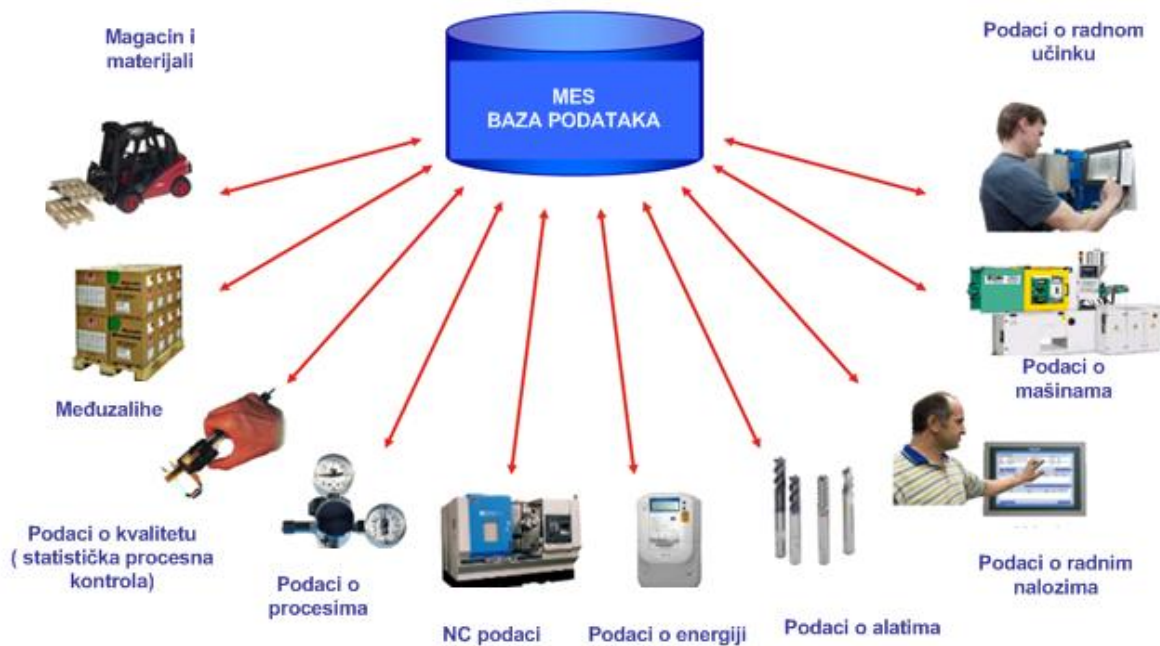 Magacin i
materijali
MES
BAZA PODATAKA
Podaci o radnom
učinku
Međuzalihe
Podaci o
mašinama
Podaci o kvalitetu
( statistička procesna
kontrola)
Podaci o
procesima
NC podaci
Podaci o energiji
Podaci o alatima
Podaci o radnim
nalozima